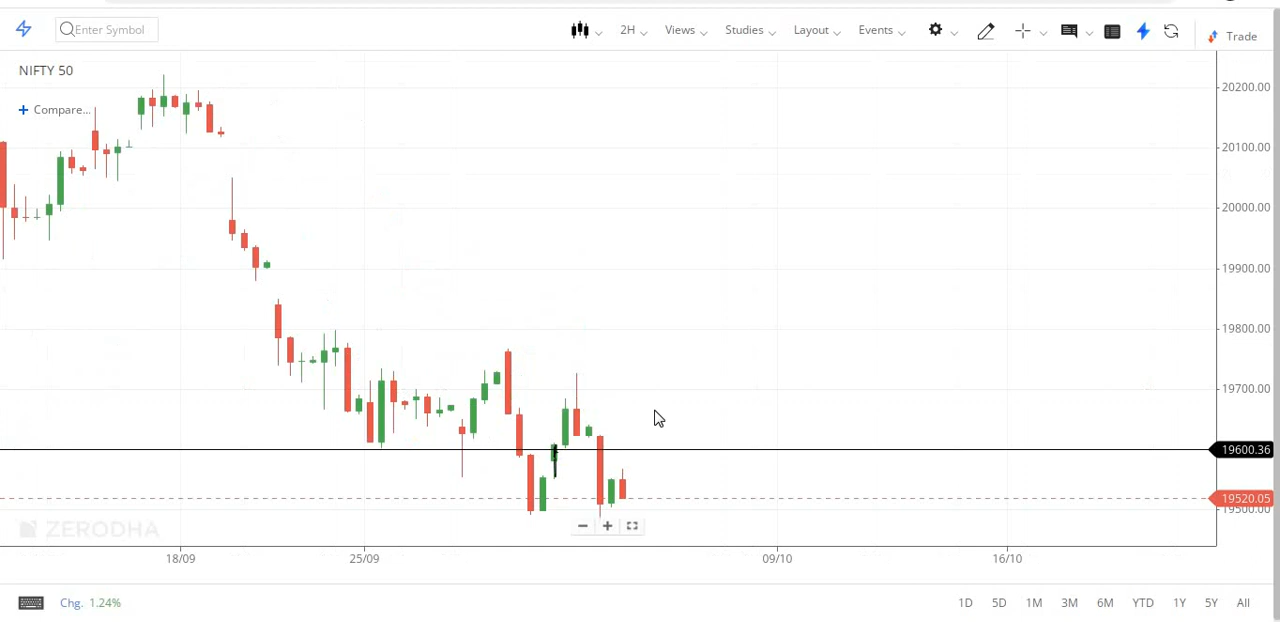 Enter Symbol
2H
Views
Studies
Layout
Events
Trade
NIFTY 50
+ Compare...
20200.00
20100.00
20000.00
19900.00
19800.00
19700.00
19600.36
19520.05
19500.00
ZERODHA
18/09
25/09
09/10
16/10
Chg. 1.24%
1D
5D
1M
3M
6M
YTD
1Y
5Y
All